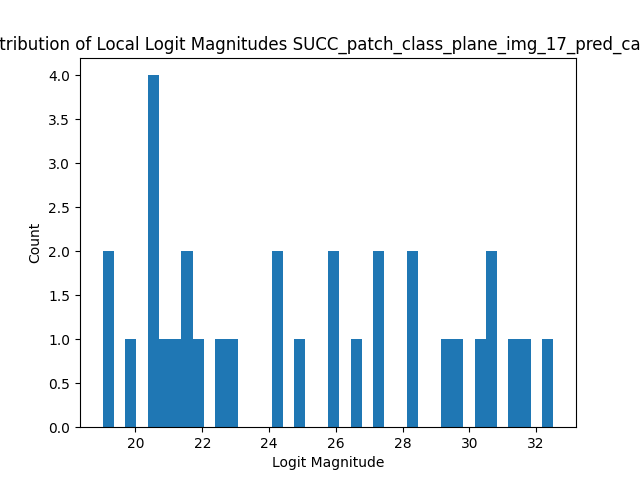 tribution of Local Logit Magnitudes SUCC_patch_class_plane_img_17_pred_ca
4.0
3.5
3.0
2.5
2.0
1.5
1.0
0.5
0.0
Count
20 22 24 26 28 30 32
Logit Magnitude